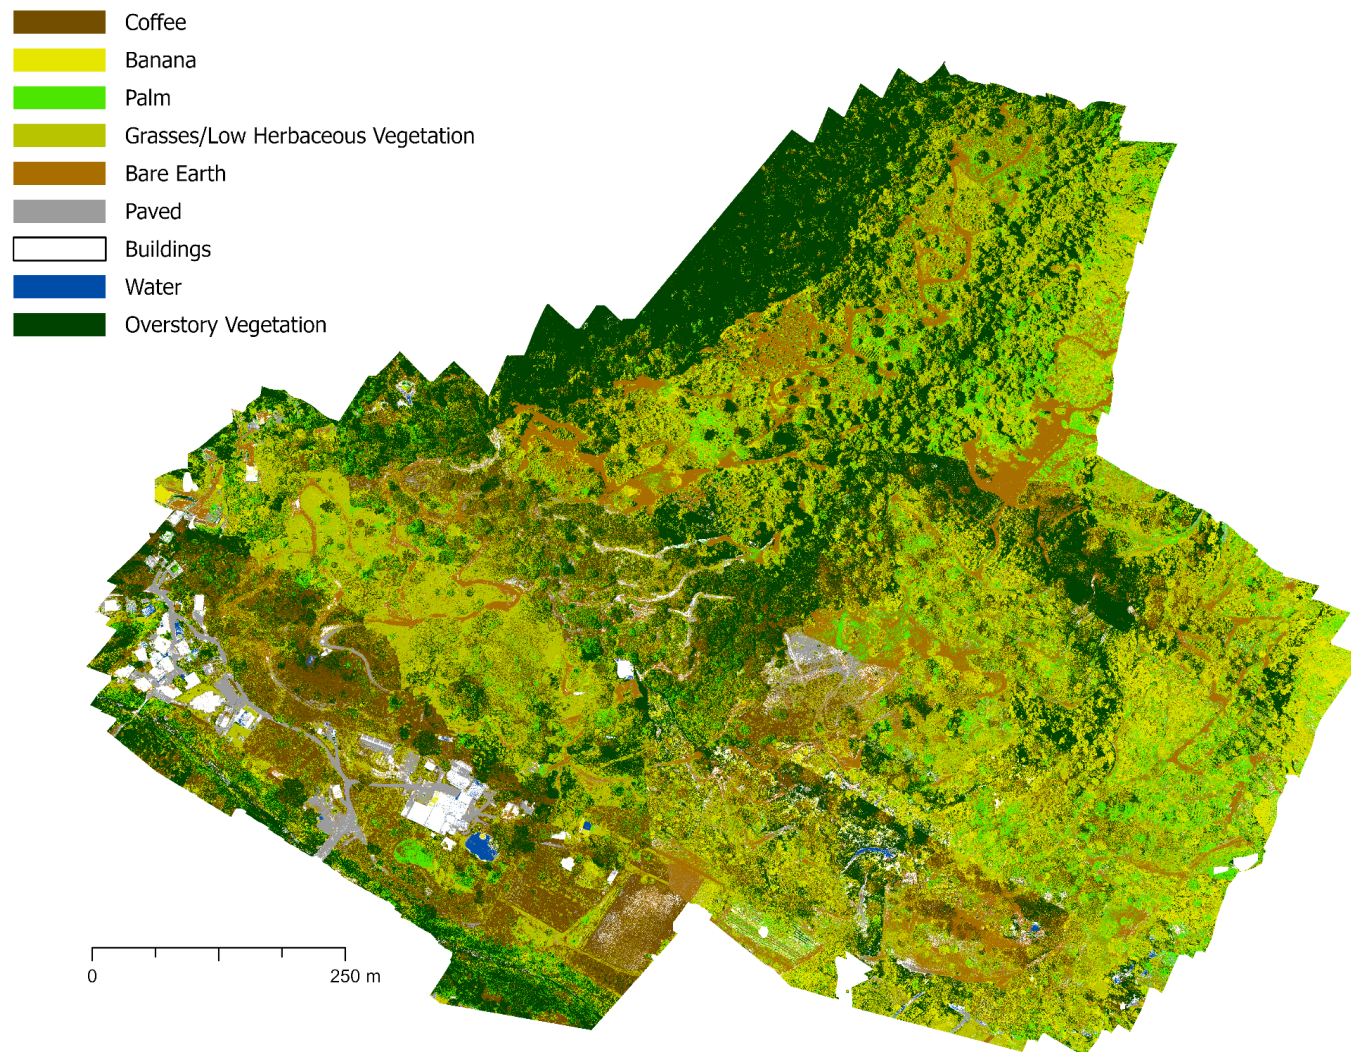 Coffee
Banana
Palm
Grasses/Low Herbaceous Vegetation
Bare Earth
Paved
Buildings
Water
Overstory Vegetation
0 250 m